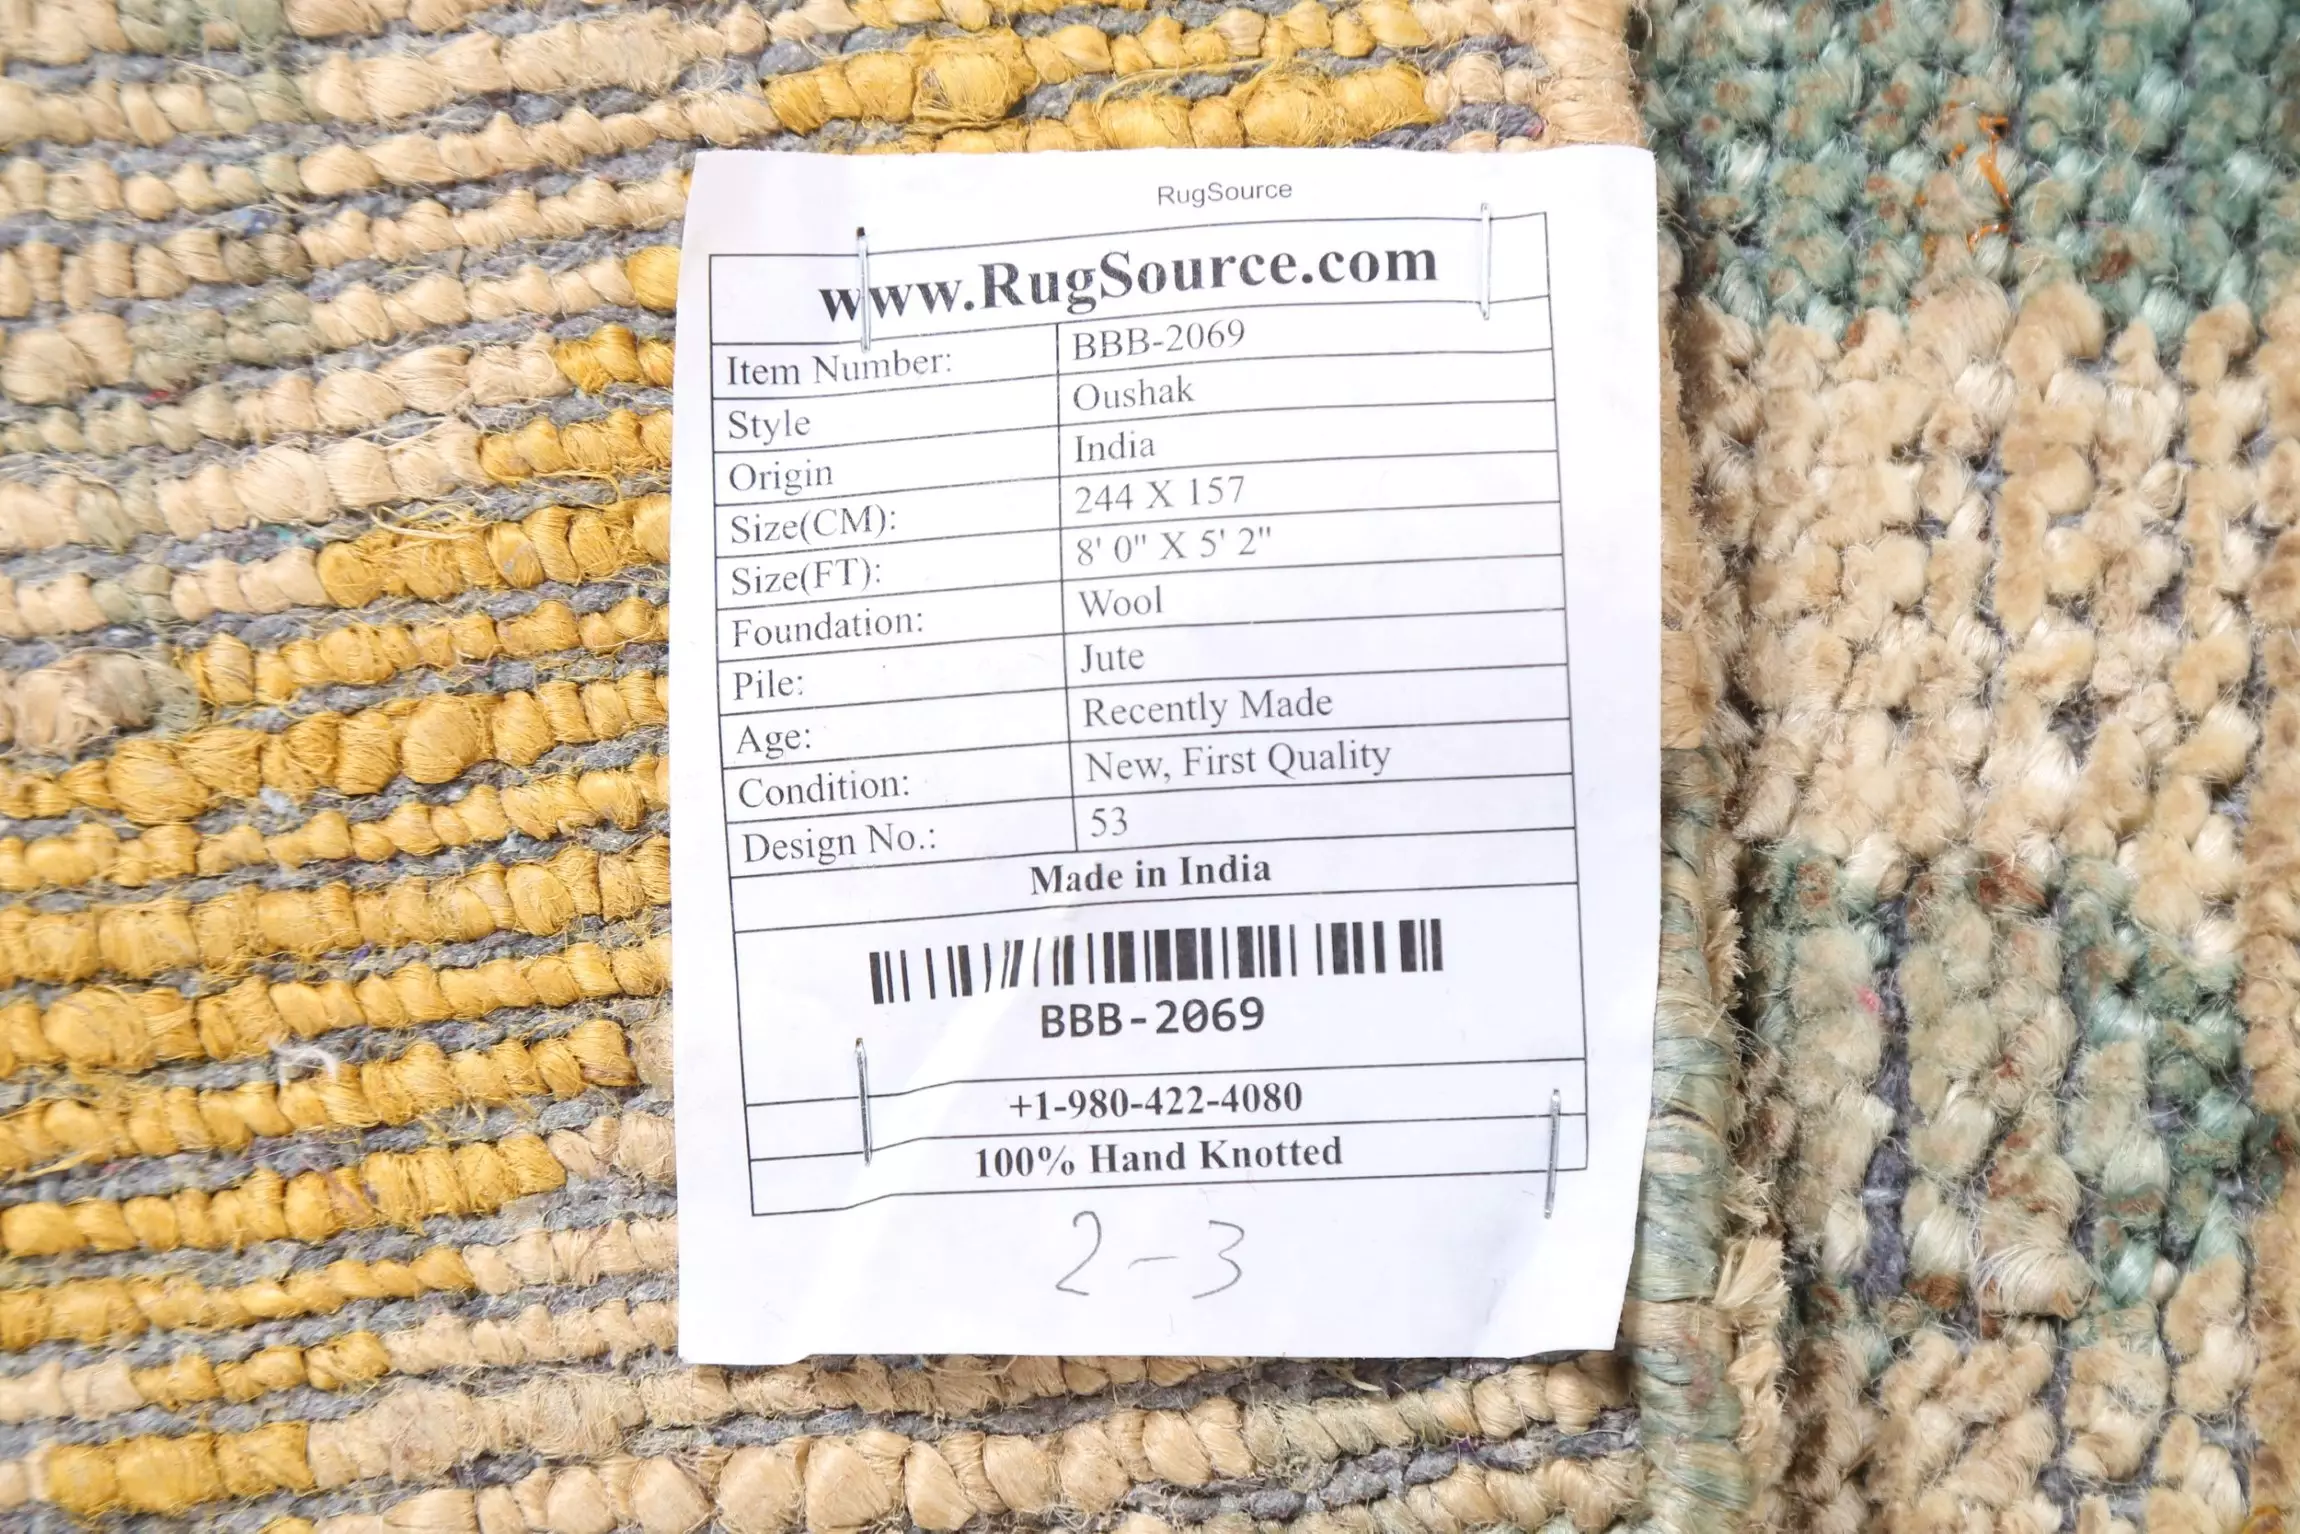 RugSource
www.RugSource.com
Item Number: BBB-2069
Style Oushak
Origin India
Size(CM): 244 X 157
Size(FT): 8' 0" X 5' 2"
Foundation: Wool
Pile: Jute
Age: Recently Made
Condition: New, First Quality
Design No.: 53
Made in India
BBB-2069
+1-980-422-4080
100% Hand Knotted
2-3